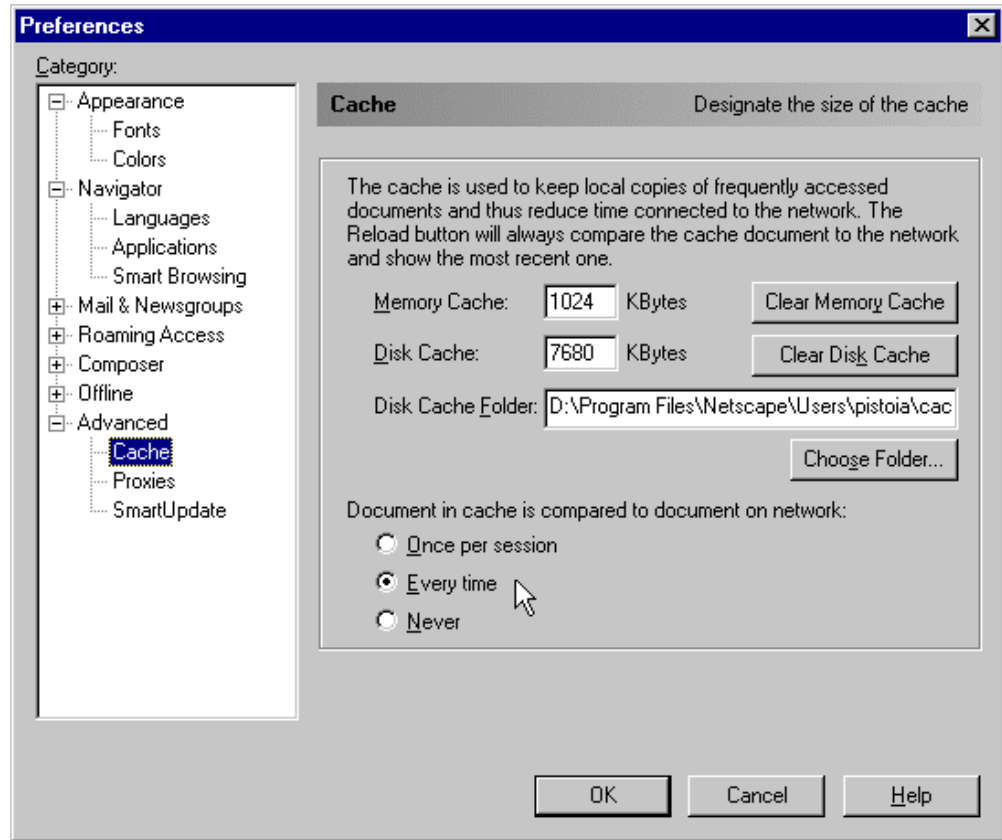 Preferences
Category:
Appearance
Fonts
Colors
Navigator
Languages
Applications
Smart Browsing
Mail & Newsgroups
Roaming Access
Composer
Offline
Advanced
Cache
Proxies
SmartUpdate
Cache Designate the size of the cache
The cache is used to keep local copies of frequently accessed
documents and thus reduce time connected to the network. The
Reload button will always compare the cache document to the network
and show the most recent one.
Memory Cache: 1024 KBytes Clear Memory Cache
Disk Cache: 7680 KBytes Clear Disk Cache
Disk Cache Folder: D:\Program Files\Netscape\Users\pistoia\cac
Choose Folder...
Document in cache is compared to document on network:
Once per session
Every time
Never
OK Cancel Help